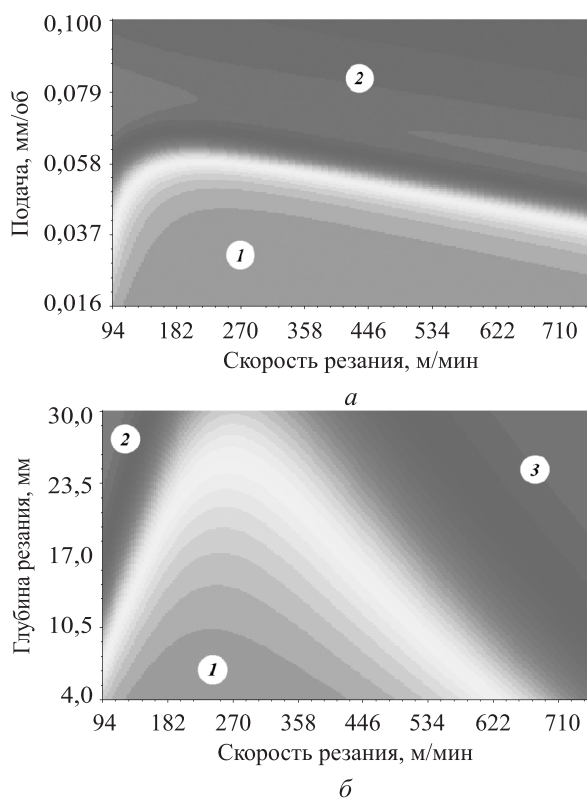 0,100
0,079
0,058
0,037
0,016
Подача, мм/об
2
1
94 182 270 358 446 534 622 710
Скорость резания, м/мин
а
30,0
23,5
17,0
10,5
4,0
Глубина резания, мм
2
3
1
94 182 270 358 446 534 622 710
Скорость резания, м/мин
б